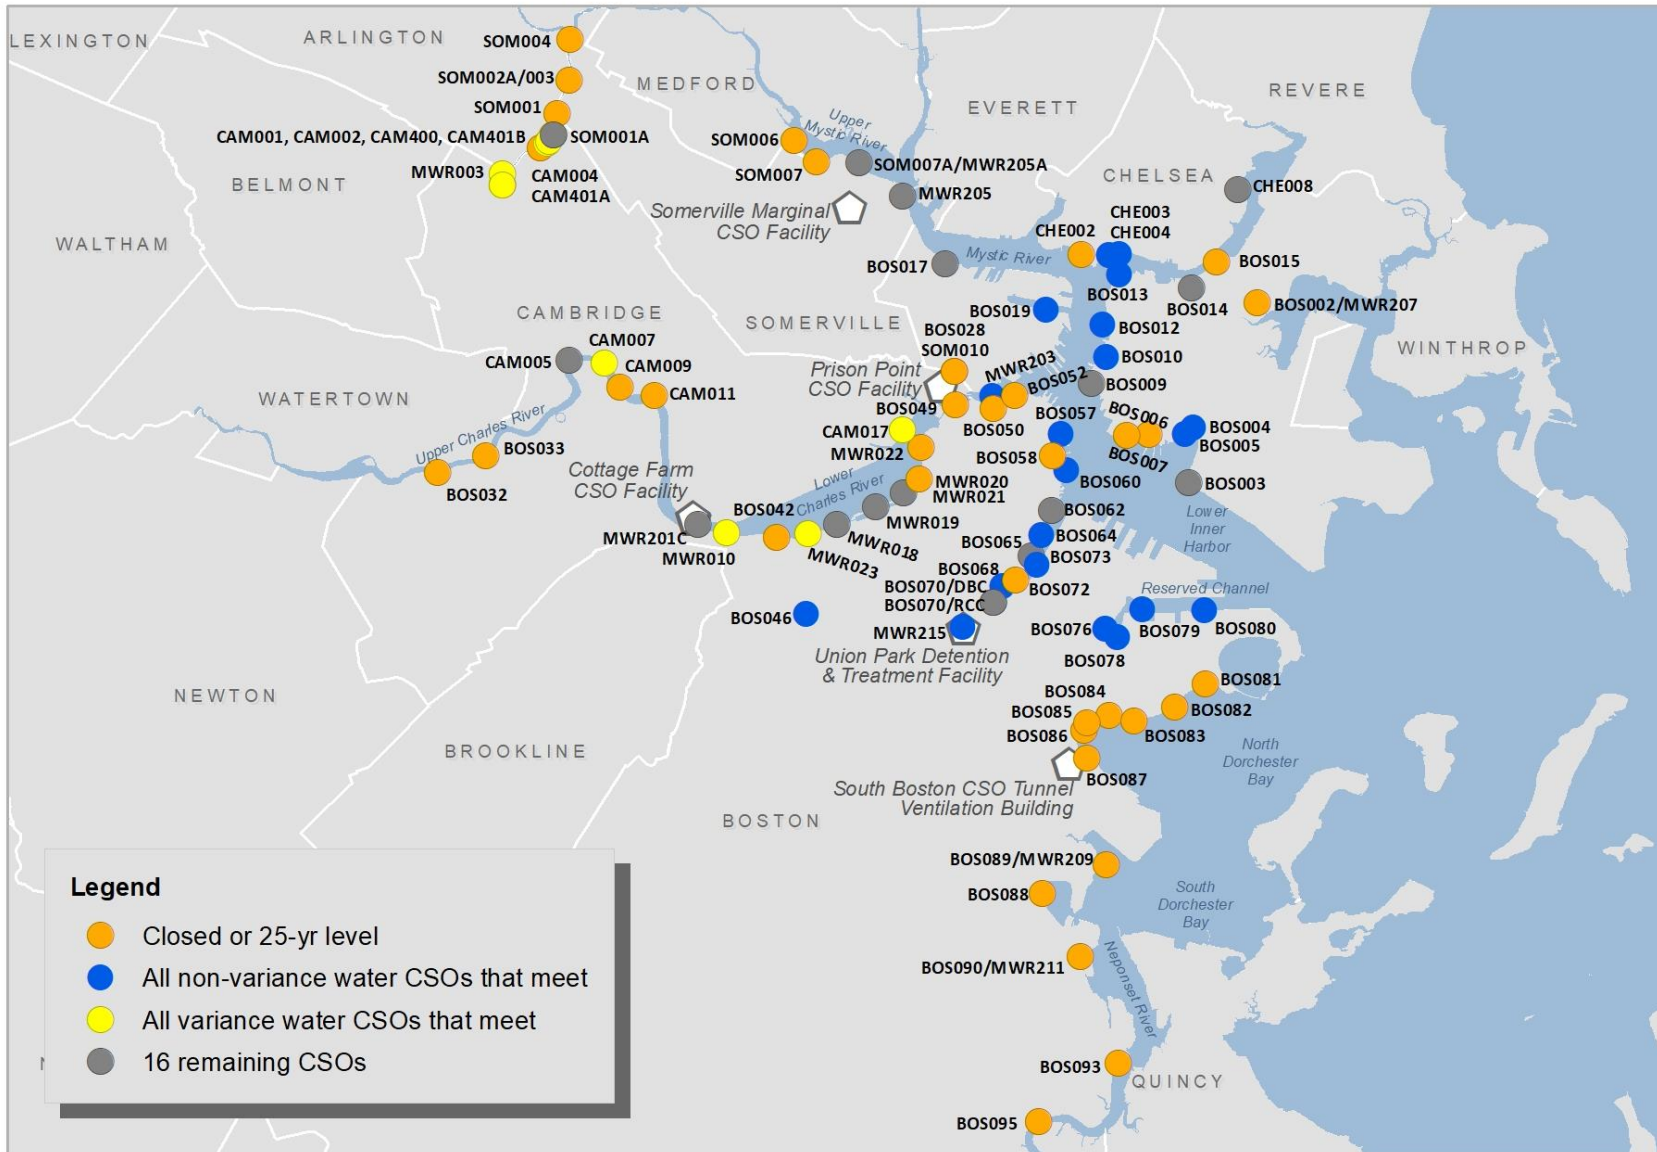 LEXINGTON
ARLINGTON
SOM004
SOM002A/003
MEDFORD
REVERE
SOM001
EVERETT
CAM001, CAM002, CAM400, CAM401B
SOM001A
Upper
Mystic River
SOM006
SOM007
SOM007A/MWR205A
MWR003
CAM004
CAM401A
BELMONT
CHELSEA
CHE008
MWR205
Somerville Marginal
CSO Facility
CHE003
CHE004
CHE002
WALTHAM
Mystic River
BOS017
BOS015
BOS013
BOS014
BOS002/MWR207
CAMBRIDGE
SOMERVILLE
BOS019
BOS012
CAM007
BOS028
SOM010
BOS010
WINTHROP
CAM005
CAM009
CAM011
Prison Point
CSO Facility
MWR203
BOS052
BOS009
WATERTOWN
BOS049
BOS050
BOS057
BOS006
BOS007
BOS004
BOS005
Upper Charles River
CAM017
MWR022
BOS033
BOS032
BOS058
BOS060
Cottage Farm
CSO Facility
Lower
Charles River
MWR020
MWR021
BOS003
BOS042
MWR019
BOS062
Lower
Inner
Harbor
MWR201C
MWR010
MWR023
MWR018
BOS065
BOS064
BOS073
BOS068
BOS070/DBC
BOS070/RCC
BOS072
Reserved Channel
BOS046
MWR215
BOS076
BOS079
BOS080
BOS078
Union Park Detention
& Treatment Facility
NEWTON
BOS081
BOS084
BOS085
BOS082
BOS086
BOS083
BROOKLINE
North
Dorchester
Bay
BOS087
South Boston CSO Tunnel
Ventilation Building
BOSTON
BOS089/MWR209
BOS088
South
Dorchester
Bay
BOS090/MWR211
Neponset River
BOS093
QUINCY
BOS095
Legend
Closed or 25-yr level
All non-variance water CSOs that meet
All variance water CSOs that meet
16 remaining CSOs